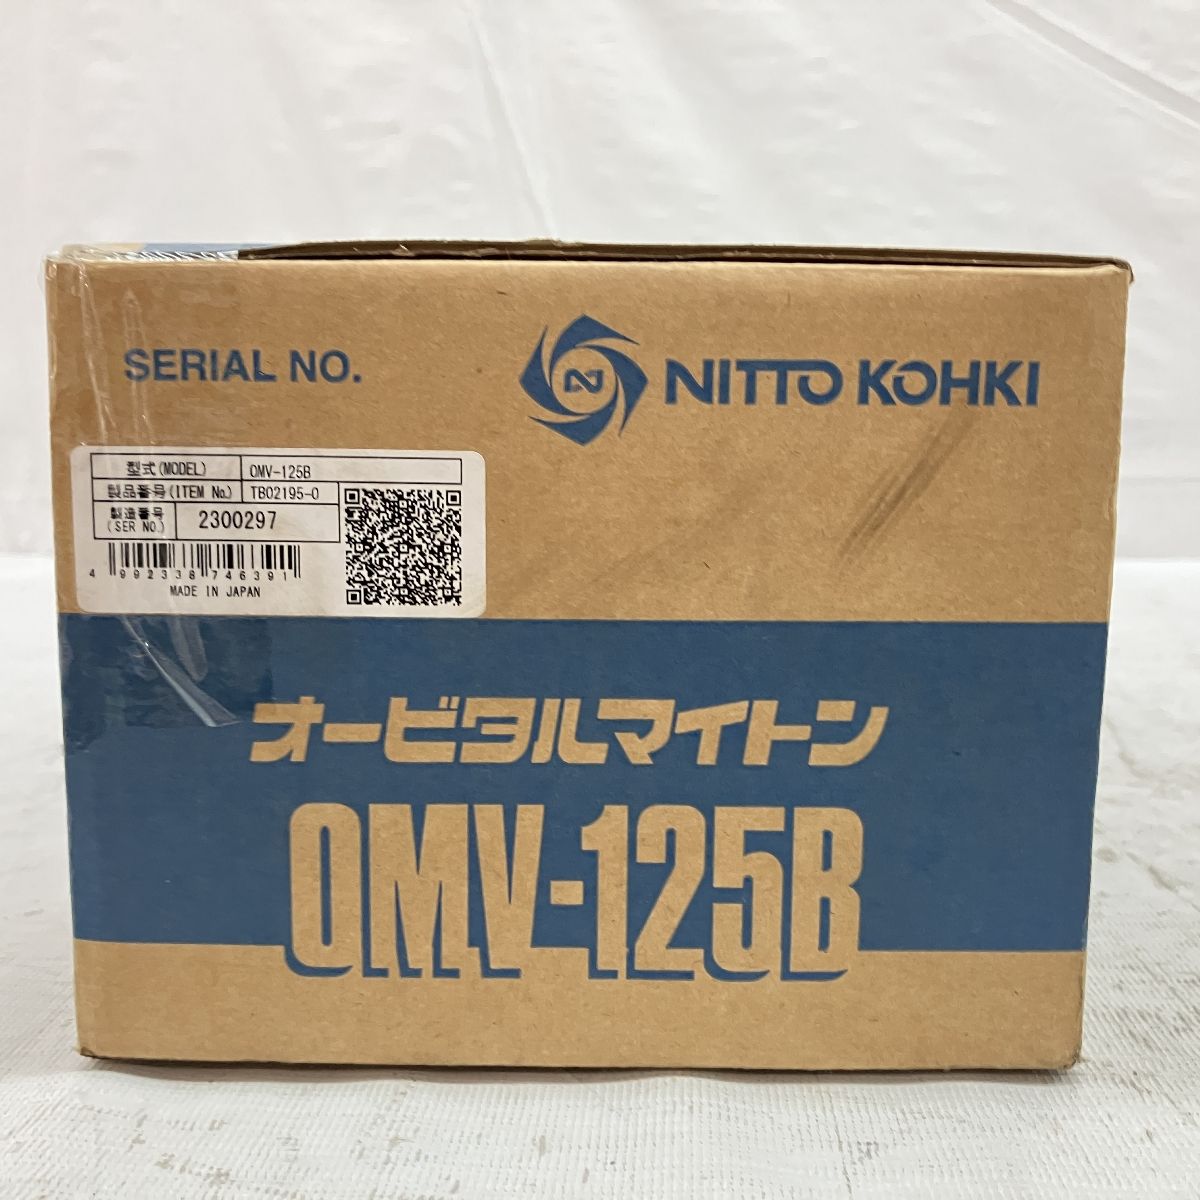 SERIAL NO.
NITTO KOHKI
型式(MODEL) OMV-125B
製品番号(ITEM No.) TB02195-0
製造番号
(SER NO.) 2300297
4 992338 746391
MADE IN JAPAN
オービタルマイトン
OMV-125B